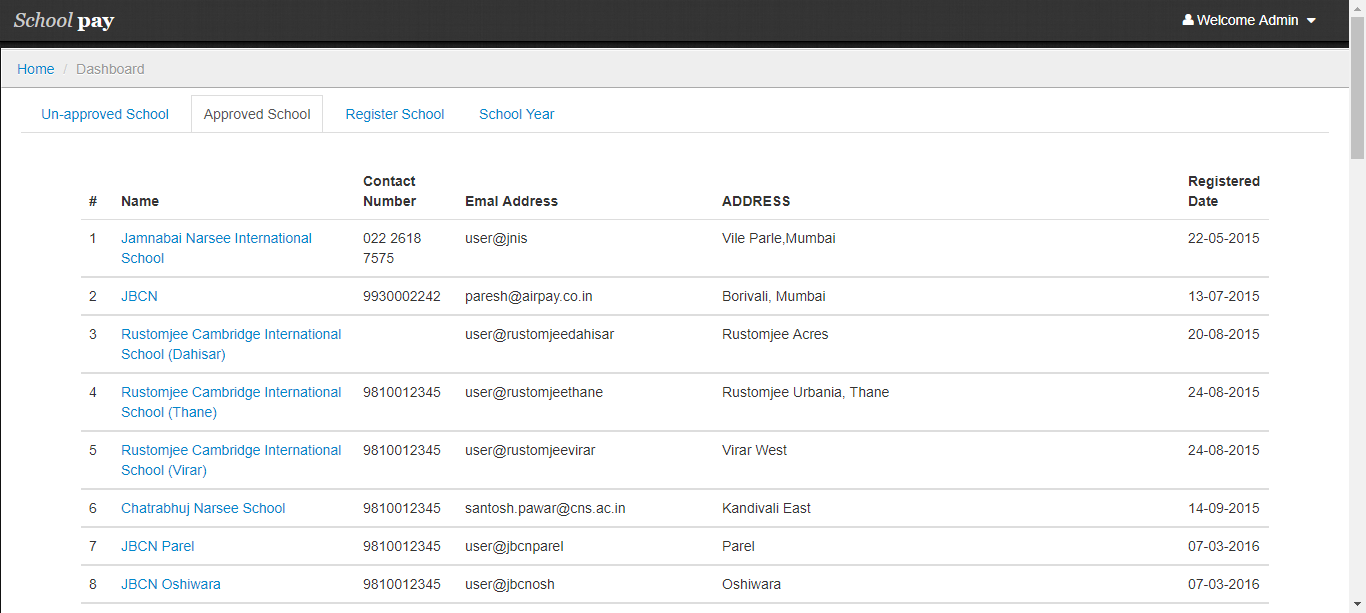 School pay
Welcome Admin
Home / Dashboard
Un-approved School Approved School Register School School Year
# Name Contact Number Emal Address ADDRESS Registered Date
1 Jamnabai Narsee International School 022 2618 7575 user@jnis Vile Parle,Mumbai 22-05-2015
2 JBCN 9930002242 paresh@airpay.co.in Borivali, Mumbai 13-07-2015
3 Rustomjee Cambridge International School (Dahisar) user@rustomjeedahisar Rustomjee Acres 20-08-2015
4 Rustomjee Cambridge International School (Thane) 9810012345 user@rustomjeethane Rustomjee Urbania, Thane 24-08-2015
5 Rustomjee Cambridge International School (Virar) 9810012345 user@rustomjeevirar Virar West 24-08-2015
6 Chatrabhuj Narsee School 9810012345 santosh.pawar@cns.ac.in Kandivali East 14-09-2015
7 JBCN Parel 9810012345 user@jbcnparel Parel 07-03-2016
8 JBCN Oshiwara 9810012345 user@jbcnosh Oshiwara 07-03-2016